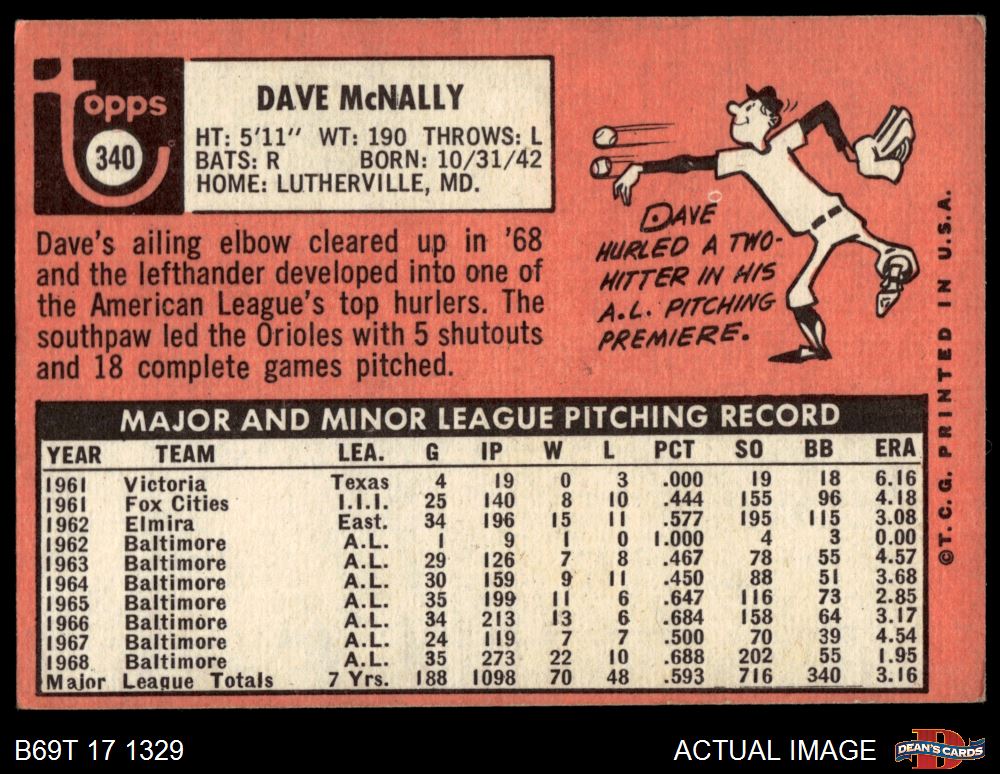 Topps
340
DAVE McNALLY
HT: 5'11" WT: 190 THROWS: L
BATS: R BORN: 10/31/42
HOME: LUTHERVILLE, MD.
Dave's ailing elbow cleared up in '68
and the lefthander developed into one of
the American League's top hurlers. The
southpaw led the Orioles with 5 shutouts
and 18 complete games pitched.
DAVE
HURLED A TWO-
HITTER IN HIS
A.L. PITCHING
PREMIERE.
MAJOR AND MINOR LEAGUE PITCHING RECORD
YEAR TEAM LEA. G IP W L PCT SO BB ERA
1961 Victoria Texas 4 19 0 3 .000 19 18 6.16
1961 Fox Cities I.I.I. 25 140 8 10 .444 155 96 4.18
1962 Elmira East. 34 196 15 11 .577 195 115 3.08
1962 Baltimore A.L. 1 9 1 0 1.000 4 3 0.00
1963 Baltimore A.L. 29 126 7 8 .467 78 55 4.57
1964 Baltimore A.L. 30 159 9 11 .450 88 51 3.68
1965 Baltimore A.L. 35 199 11 6 .647 116 73 2.85
1966 Baltimore A.L. 34 213 13 6 .684 158 64 3.17
1967 Baltimore A.L. 24 119 7 7 .500 70 39 4.54
1968 Baltimore A.L. 35 273 22 10 .688 202 55 1.95
Major League Totals 7 Yrs. 188 1098 70 48 .593 716 340 3.16
©T.C.G. PRINTED IN U.S.A.
B69T 17 1329
ACTUAL IMAGE
DEAN'S CARDS